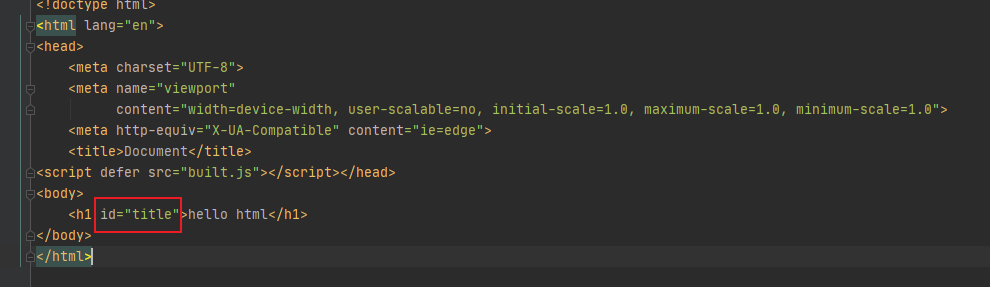 <!doctype html>
<html lang="en">
<head>
    <meta charset="UTF-8">
    <meta name="viewport"
          content="width=device-width, user-scalable=no, initial-scale=1.0, maximum-scale=1.0, minimum-scale=1.0">
    <meta http-equiv="X-UA-Compatible" content="ie=edge">
    <title>Document</title>
<script defer src="built.js"></script></head>
<body>
    <h1 id="title">hello html</h1>
</body>
</html>